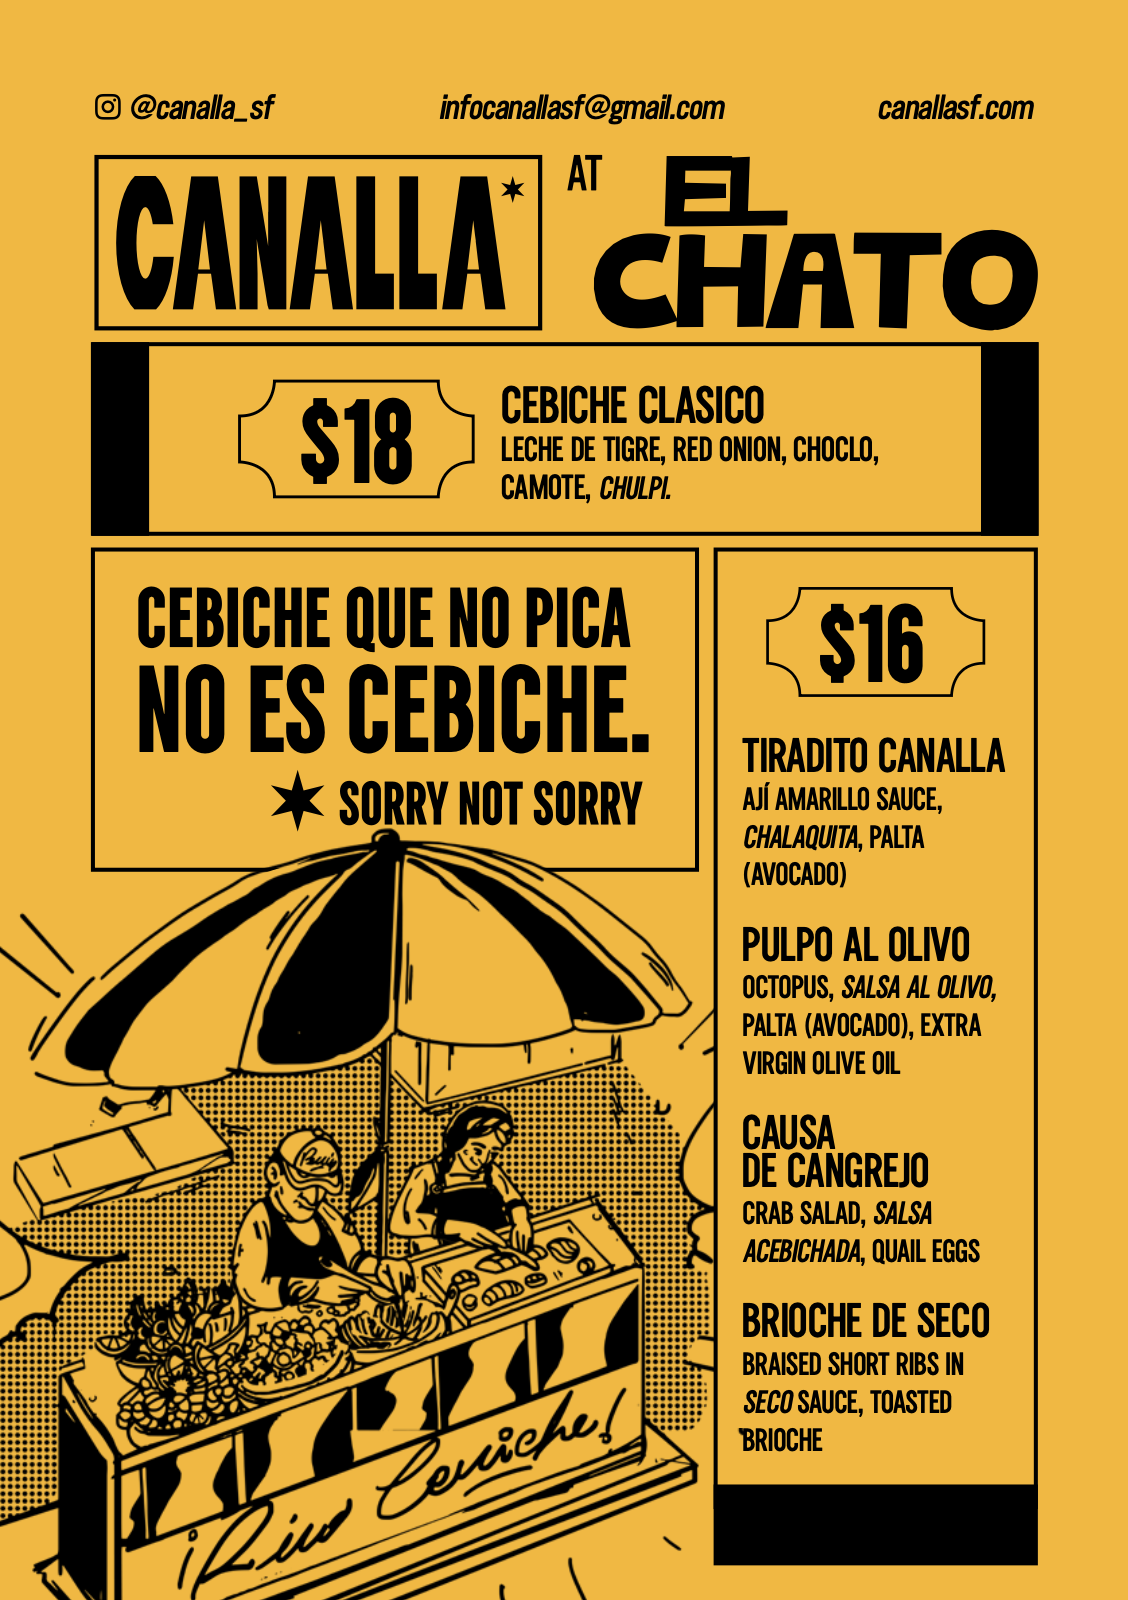 @canalla_sf
infocanallasf@gmail.com
canallasf.com
CANALLA*
AT
EL
CHATO
$18
CEBICHE CLASICO
LECHE DE TIGRE, RED ONION, CHOCLO,
CAMOTE, CHULPI.
CEBICHE QUE NO PICA
NO ES CEBICHE.
SORRY NOT SORRY
$16
TIRADITO CANALLA
AJÍ AMARILLO SAUCE,
CHALAQUITA, PALTA
(AVOCADO)
PULPO AL OLIVO
OCTOPUS, SALSA AL OLIVO,
PALTA (AVOCADO), EXTRA
VIRGIN OLIVE OIL
CAUSA
DE CANGREJO
CRAB SALAD, SALSA
ACEBICHADA, QUAIL EGGS
BRIOCHE DE SECO
BRAISED SHORT RIBS IN
SECO SAUCE, TOASTED
BRIOCHE
¡Rico Ceviche!